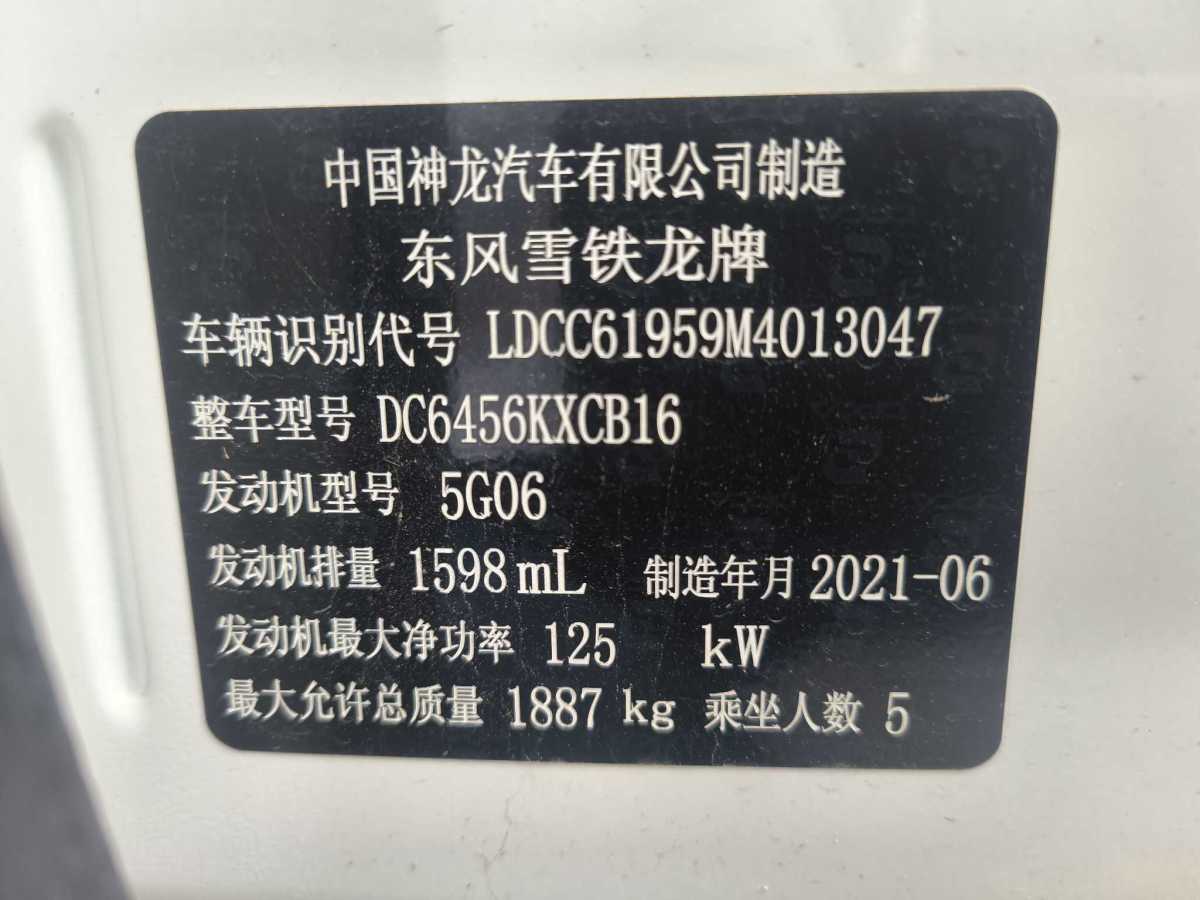 中国神龙汽车有限公司制造
东风雪铁龙牌
车辆识别代号 LDCC61959M4013047
整车型号 DC6456KXCB16
发动机型号 5G06
发动机排量 1598 mL 制造年月 2021-06
发动机最大净功率 125 kW
最大允许总质量 1887 kg 乘坐人数 5